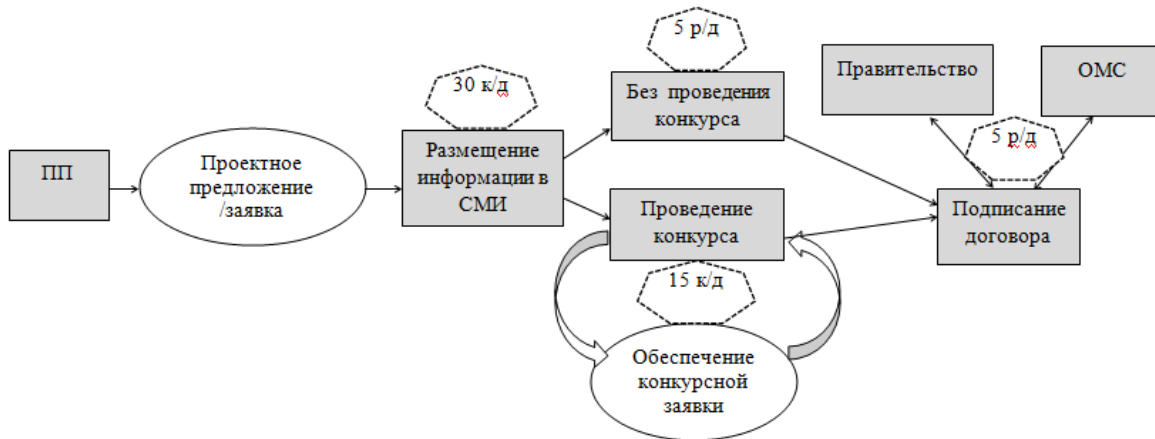 ПП
Проектное
предложение
/заявка
30 к/д
Размещение
информации в
СМИ
5 р/д
Без проведения
конкурса
Проведение
конкурса
15 к/д
Обеспечение
конкурсной
заявки
Правительство
ОМС
5 р/д
Подписание
договора